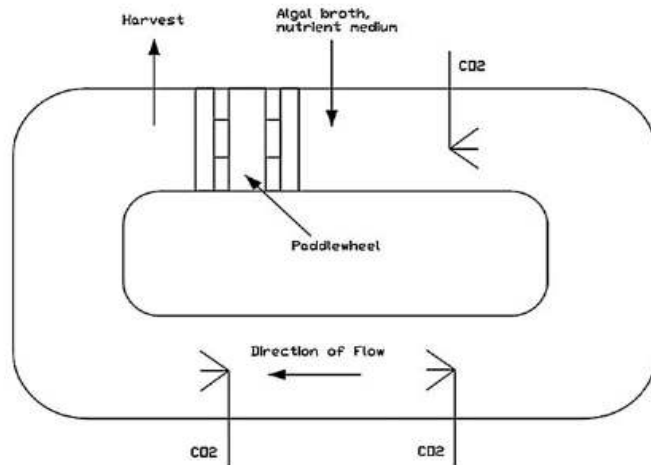 Harvest
Algal broth,
nutrient medium
CO2
Paddlewheel
Direction of Flow
CO2
CO2